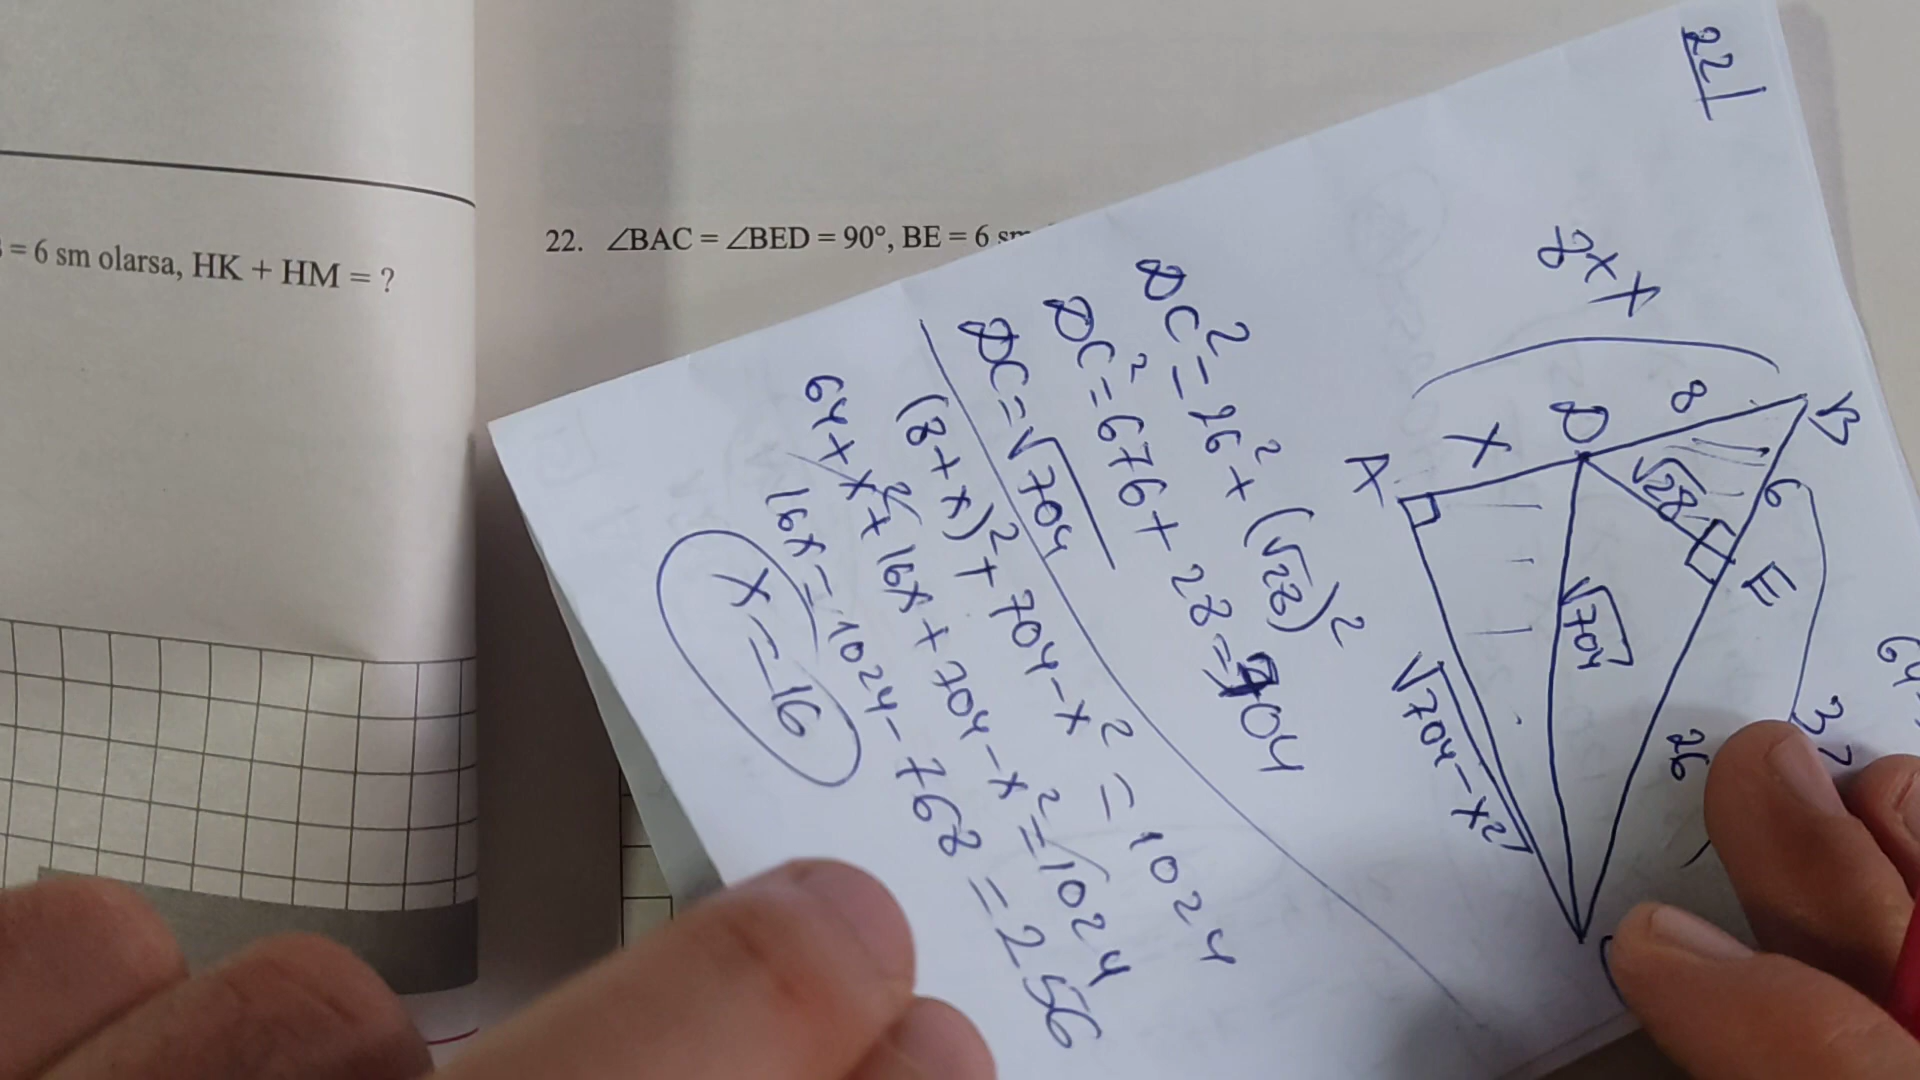 = 6 sm olarsa, HK + HM = ?
22. ∠BAC = ∠BED = 90°, BE = 6 sm
22
8+x
A
x
D
8
B
√28
6
E
√704
√704-x²
26
32
64
DC²=26²+(√28)²
DC²=676+28=704
DC=√704
(8+x)²+704-x²=1024
64+x²+16x+704-x²=1024
16x=1024-768=256
x=16